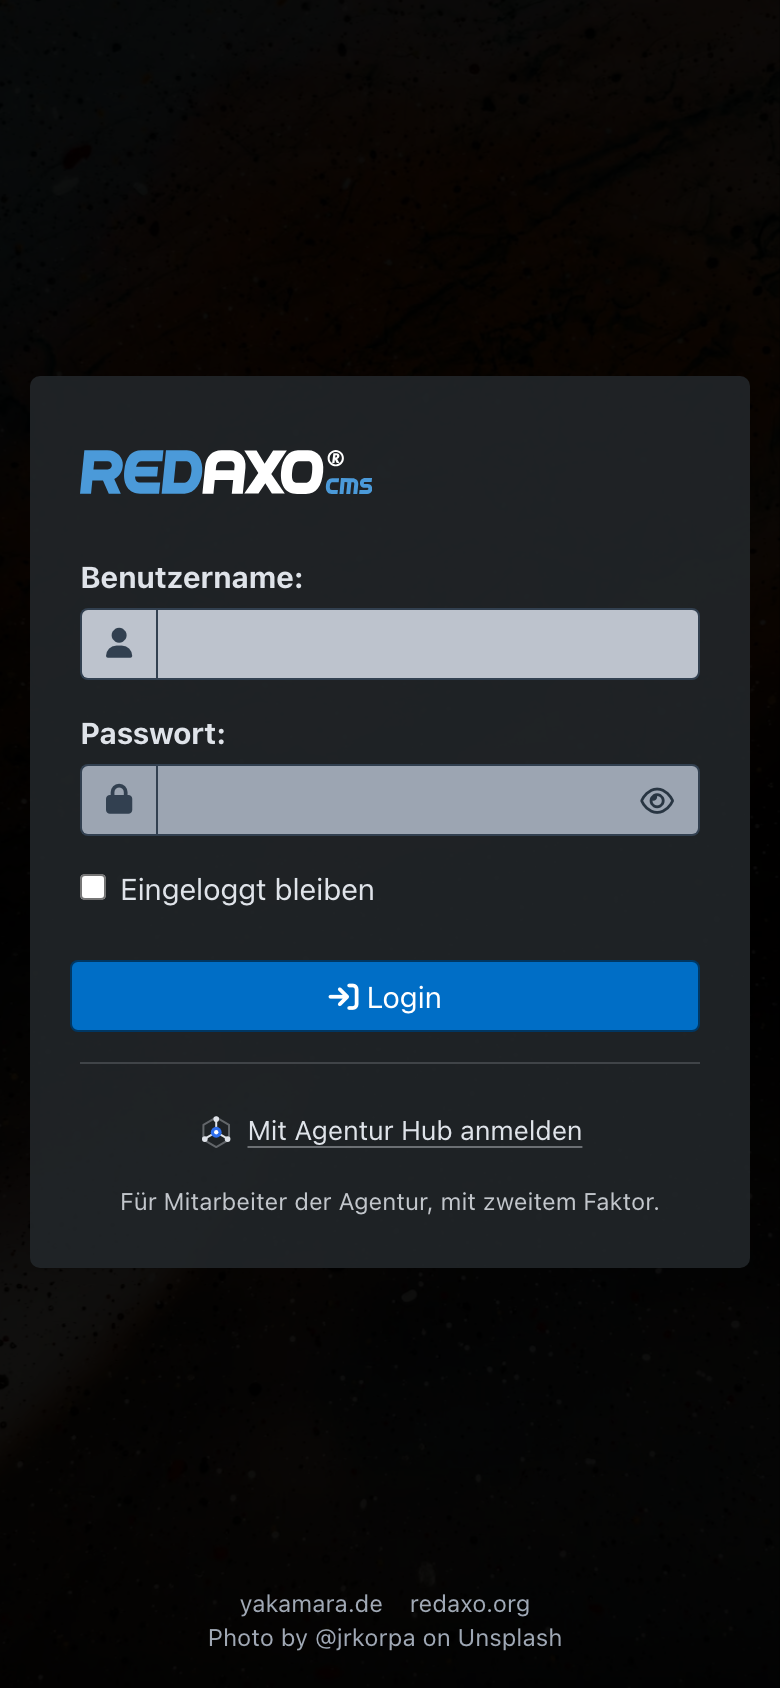 REDAXO® cms
Benutzername:
Passwort:
Eingeloggt bleiben
Login
Mit Agentur Hub anmelden
Für Mitarbeiter der Agentur, mit zweitem Faktor.
yakamara.de redaxo.org
Photo by @jrkorpa on Unsplash